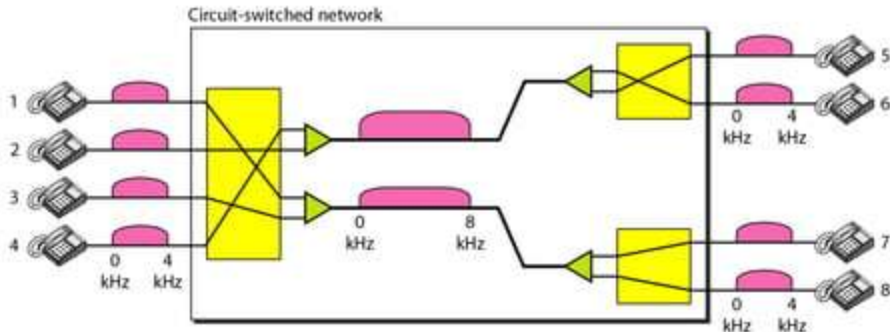 Circuit-switched network
1
2
3
4
0 kHz
4 kHz
0 kHz
8 kHz
5
6
0 kHz
4 kHz
7
8
0 kHz
4 kHz